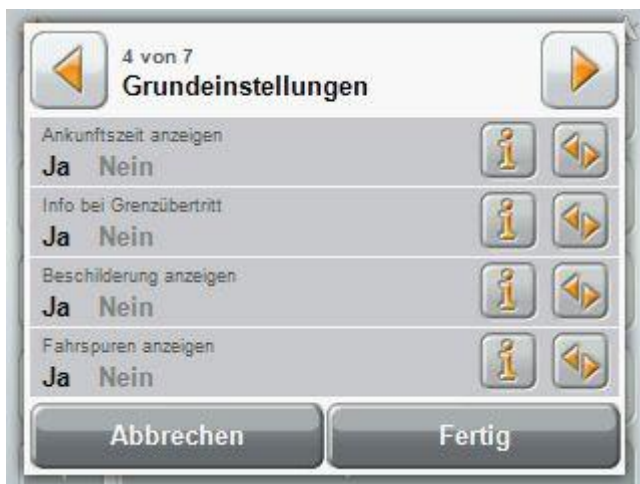 4 von 7
Grundeinstellungen
Ankunftszeit anzeigen
Ja Nein
Info bei Grenzübertritt
Ja Nein
Beschilderung anzeigen
Ja Nein
Fahrspuren anzeigen
Ja Nein
Abbrechen Fertig